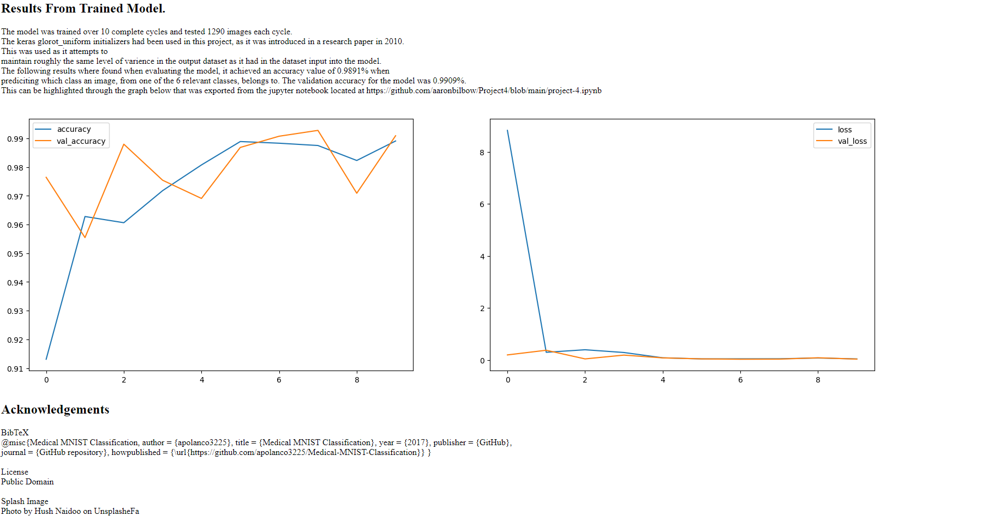 Results From Trained Model.
The model was trained over 10 complete cycles and tested 1290 images each cycle.
The keras glorot_uniform initializers had been used in this project, as it was introduced in a research paper in 2010.
This was used as it attempts to
maintain roughly the same level of varience in the output dataset as it had in the dataset input into the model.
The following results where found when evaluating the model, it achieved an accuracy value of 0.9891% when
prediciting which class an image, from one of the 6 relevant classes, belongs to. The validation accuracy for the model was 0.9909%.
This can be highlighted through the graph below that was exported from the jupyter notebook located at https://github.com/aaronbilbow/Project4/blob/main/project-4.ipynb
accuracy
val_accuracy
0.99
0.98
0.97
0.96
0.95
0.94
0.93
0.92
0.91
0 2 4 6 8
loss
val_loss
8
6
4
2
0
0 2 4 6 8
Acknowledgements
BibTeX
@misc{Medical MNIST Classification, author = {apolanco3225}, title = {Medical MNIST Classification}, year = {2017}, publisher = {GitHub},
journal = {GitHub repository}, howpublished = {\url{https://github.com/apolanco3225/Medical-MNIST-Classification}} }
License
Public Domain
Splash Image
Photo by Hush Naidoo on UnsplasheFa